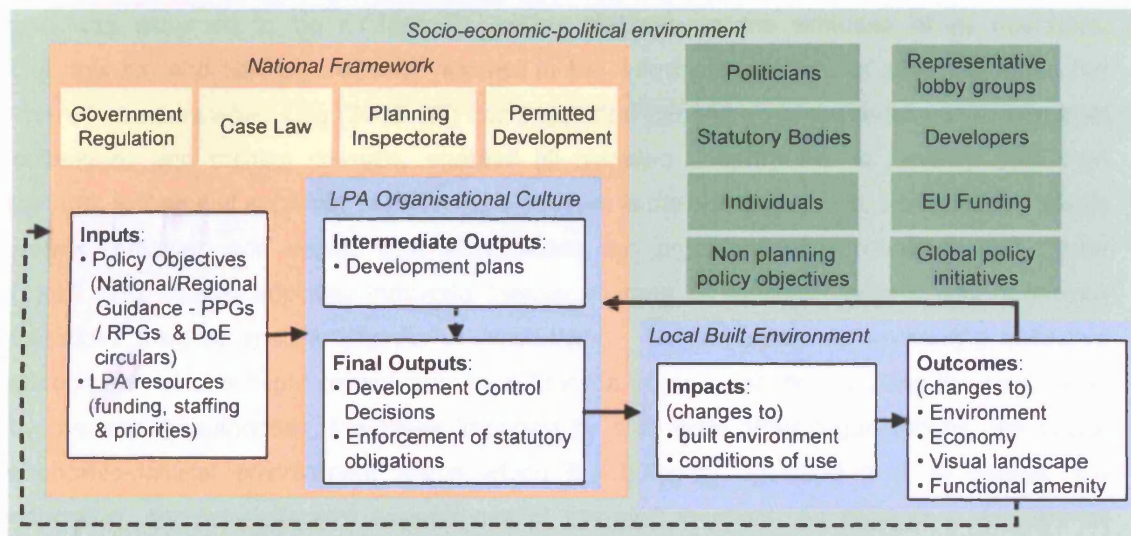 Socio-economic-political environment
National Framework
Government
Regulation
Case Law
Planning
Inspectorate
Permitted
Development
Politicians
Representative
lobby groups
Statutory Bodies
Developers
Individuals
EU Funding
Non planning
policy objectives
Global policy
initiatives
LPA Organisational Culture
Inputs:
• Policy Objectives
(National/Regional
Guidance - PPGs
/ RPGs & DoE
circulars)
• LPA resources
(funding, staffing
& priorities)
Intermediate Outputs:
• Development plans
Final Outputs:
• Development Control
Decisions
• Enforcement of statutory
obligations
Local Built Environment
Impacts:
(changes to)
• built environment
• conditions of use
Outcomes:
(changes to)
• Environment
• Economy
• Visual landscape
• Functional amenity